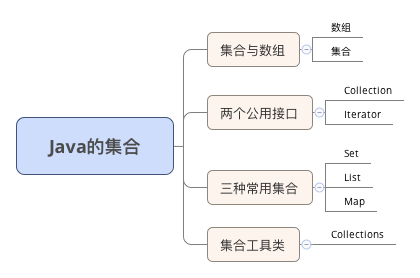 Java的集合
集合与数组
数组
集合
两个公用接口
Collection
Iterator
三种常用集合
Set
List
Map
集合工具类
Collections